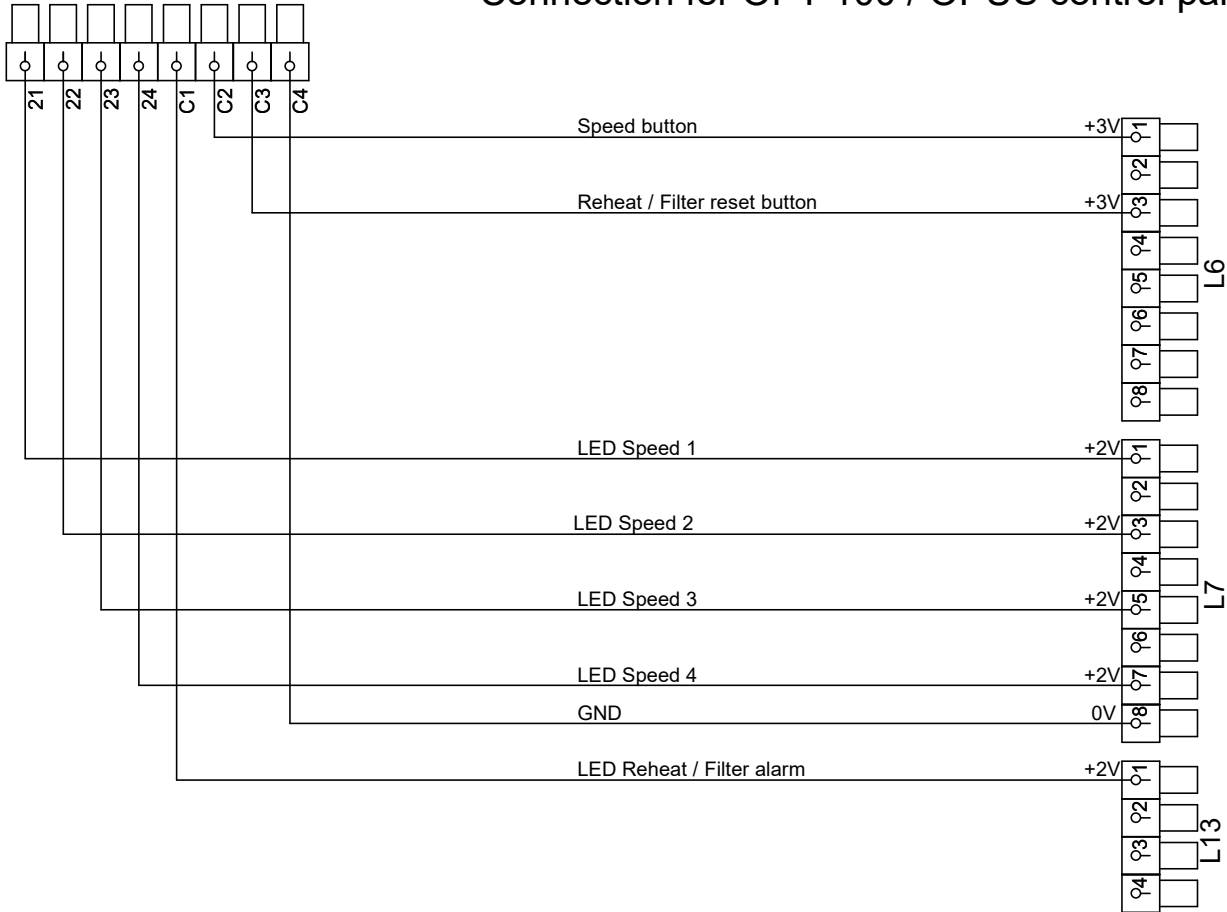 Connection for / control
21
22
23
24
C1
C2
C3
C4
Speed button +3V 1
2
Reheat / Filter reset button +3V 3
4
5
6
7
8
L6
LED Speed 1 +2V 1
2
LED Speed 2 +2V 3
4
LED Speed 3 +2V 5
6
LED Speed 4 +2V 7
GND 0V 8
L7
LED Reheat / Filter alarm +2V 1
2
3
4
L13